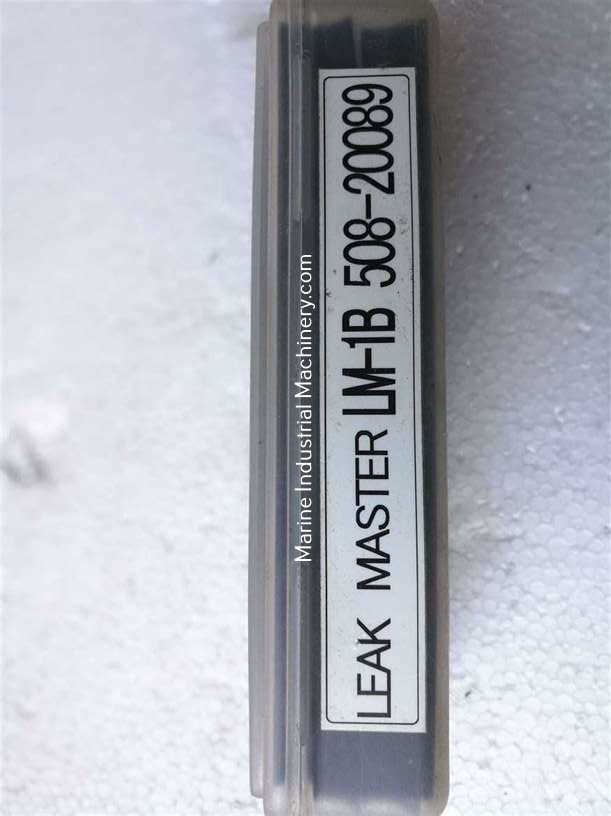 Marine Industrial Machinery.com
LEAK MASTER LM-1B 508-20089